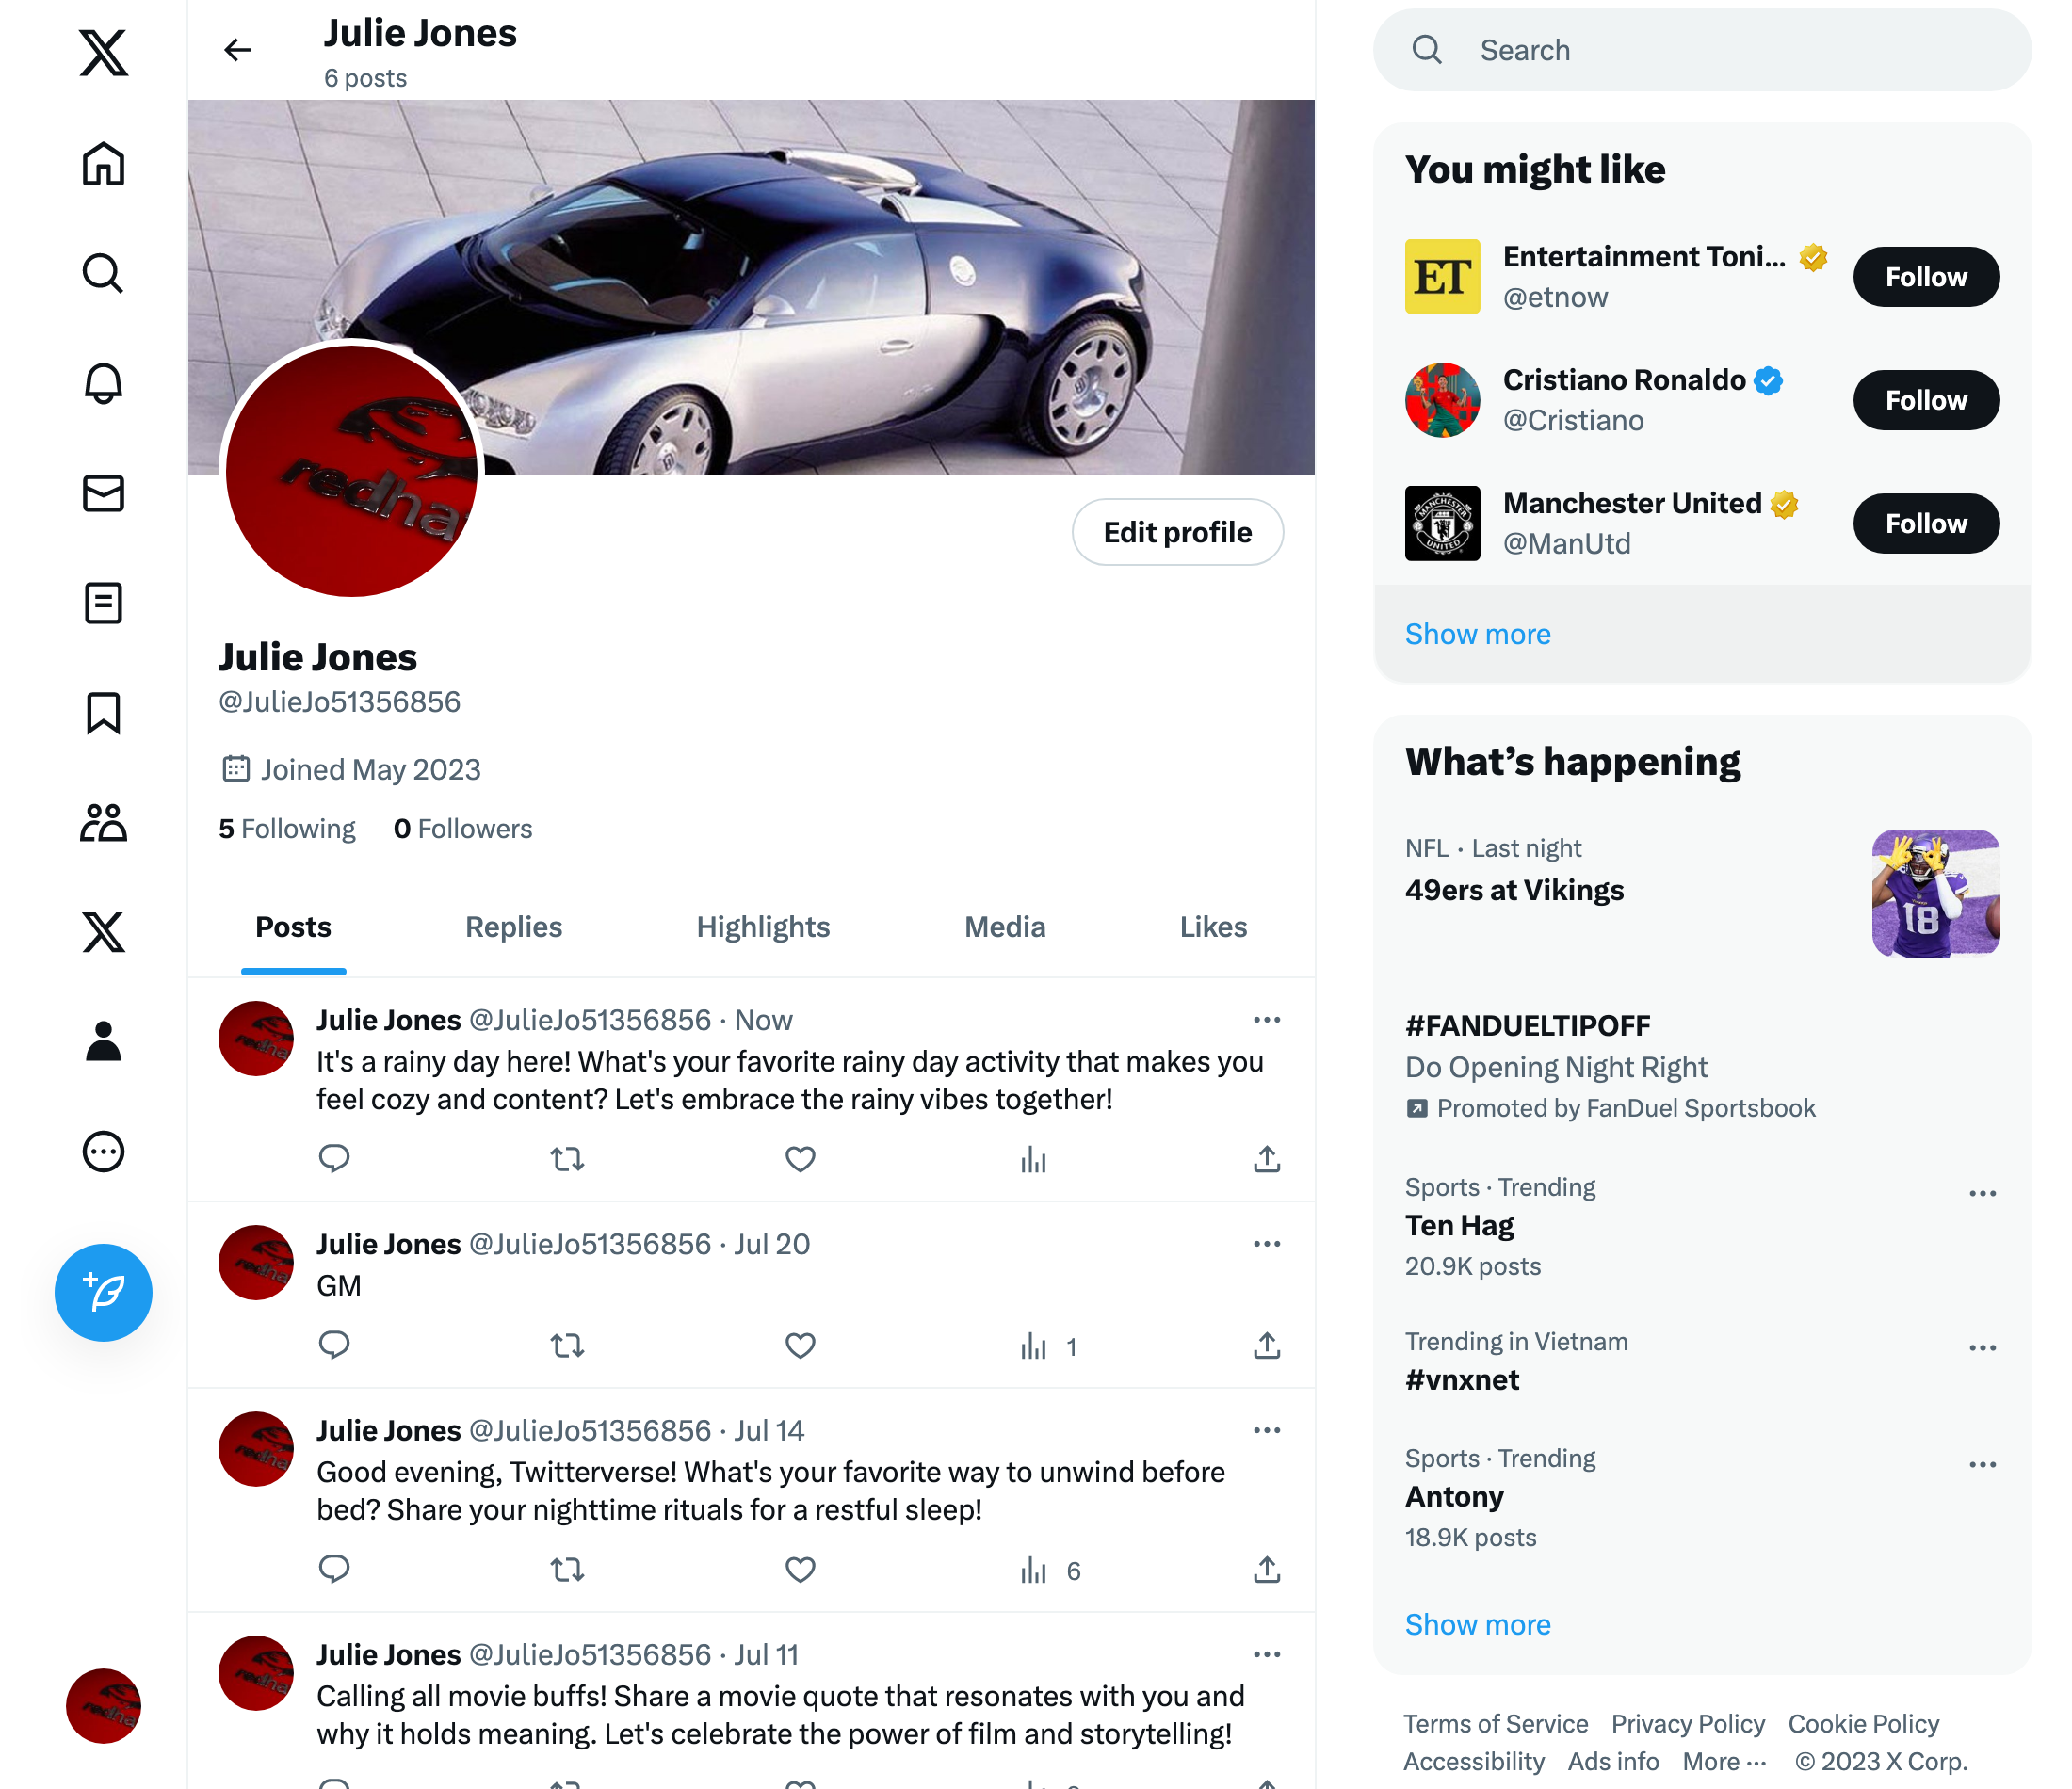 Julie Jones
6 posts
redha
Edit profile
Julie Jones
@JulieJo51356856
Joined May 2023
5 Following 0 Followers
Posts Replies Highlights Media Likes
Julie Jones @JulieJo51356856 · Now
It's a rainy day here! What's your favorite rainy day activity that makes you
feel cozy and content? Let's embrace the rainy vibes together!
Julie Jones @JulieJo51356856 · Jul 20
GM
1
Julie Jones @JulieJo51356856 · Jul 14
Good evening, Twitterverse! What's your favorite way to unwind before
bed? Share your nighttime rituals for a restful sleep!
6
Julie Jones @JulieJo51356856 · Jul 11
Calling all movie buffs! Share a movie quote that resonates with you and
why it holds meaning. Let's celebrate the power of film and storytelling!
Search
You might like
ET
Entertainment Toni...
@etnow
Follow
Cristiano Ronaldo
@Cristiano
Follow
MANCHESTER
UNITED
Manchester United
@ManUtd
Follow
Show more
What’s happening
NFL · Last night
49ers at Vikings
18
#FANDUELTIPOFF
Do Opening Night Right
Promoted by FanDuel Sportsbook
Sports · Trending
Ten Hag
20.9K posts
Trending in Vietnam
#vnxnet
Sports · Trending
Antony
18.9K posts
Show more
Terms of Service Privacy Policy Cookie Policy
Accessibility Ads info More ··· © 2023 X Corp.